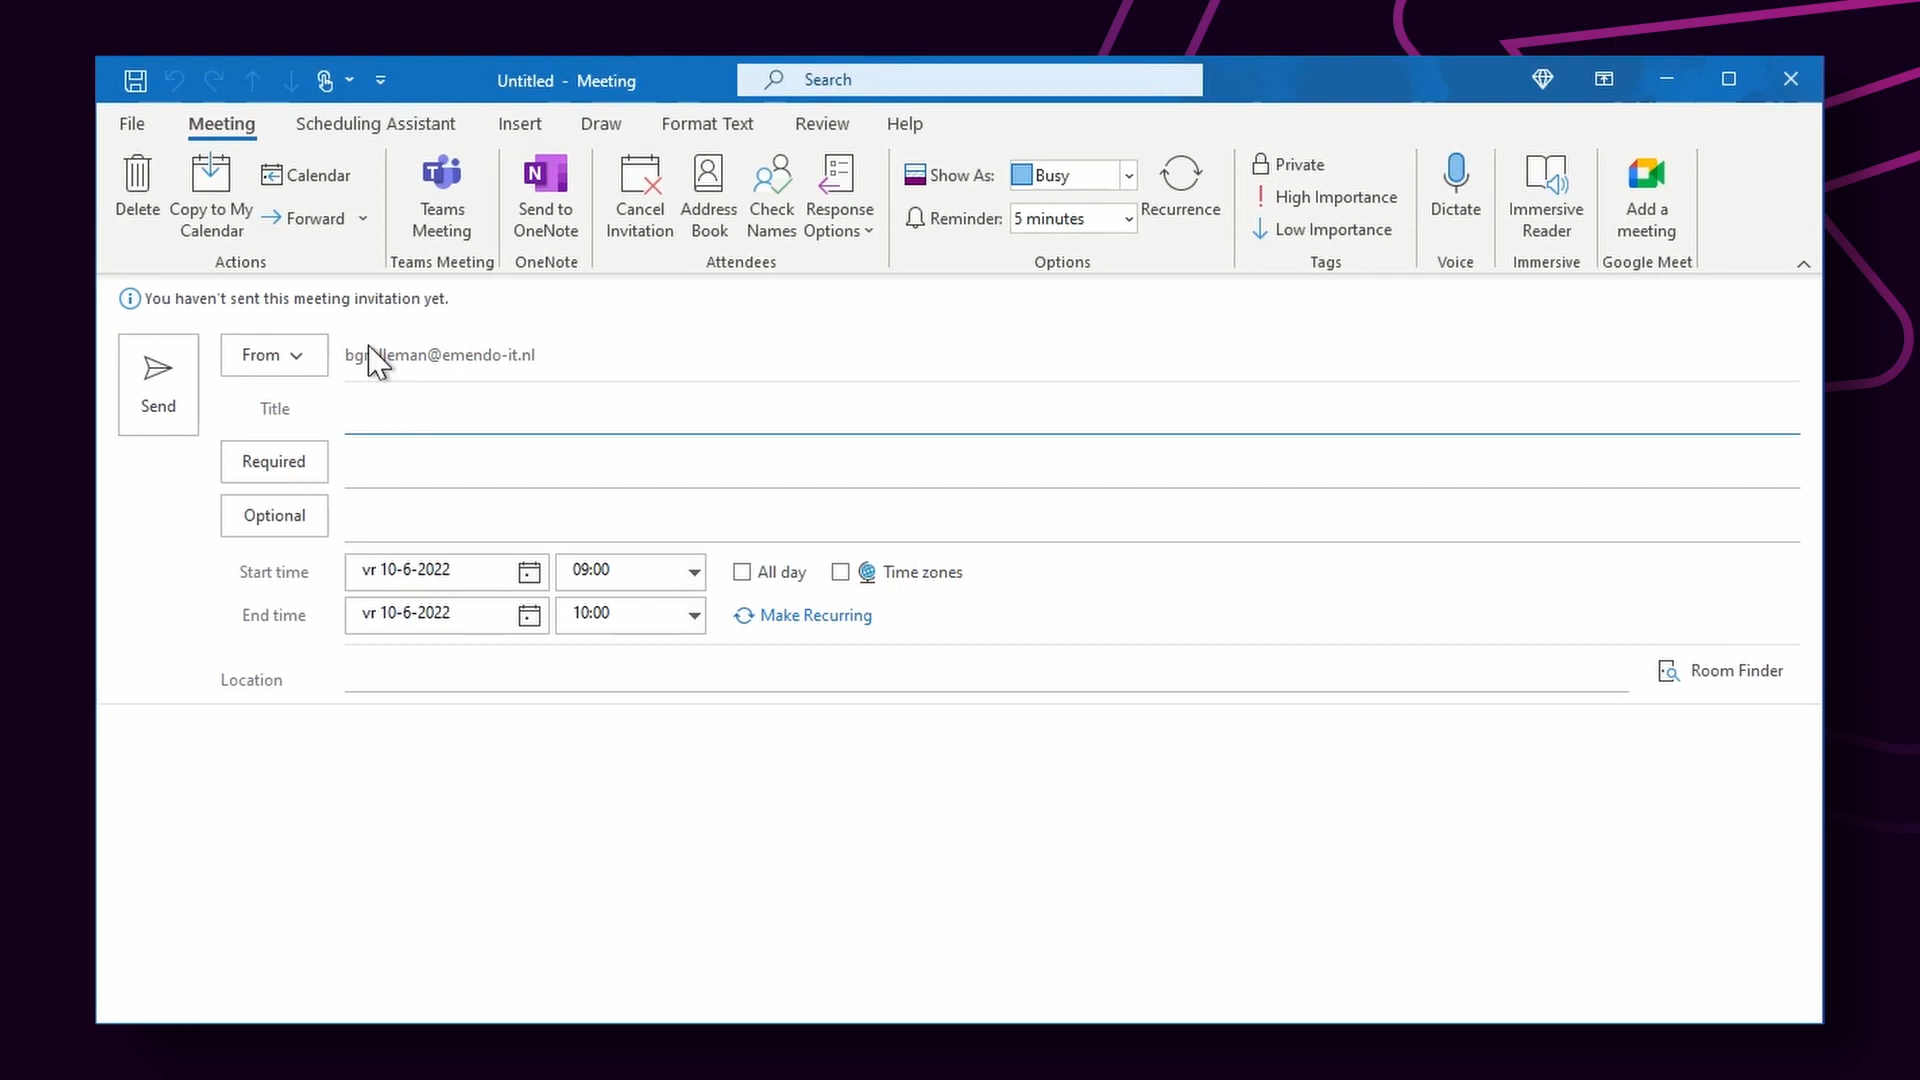 Untitled - Meeting
Search
File Meeting Scheduling Assistant Insert Draw Format Text Review Help
Delete
Copy to My
Calendar
Calendar
Forward
Actions
Teams
Meeting
Teams Meeting
N
Send to
OneNote
OneNote
Cancel
Invitation
Address
Book
Check
Names
Response
Options
Attendees
Show As: Busy
Reminder: 5 minutes
Recurrence
Options
Private
High Importance
Low Importance
Tags
Dictate
Voice
Immersive
Reader
Immersive
Add a
meeting
Google Meet
You haven't sent this meeting invitation yet.
Send
From
Title
Required
Optional
Start time vr 10-6-2022 09:00 All day Time zones
End time vr 10-6-2022 10:00 Make Recurring
Location Room Finder